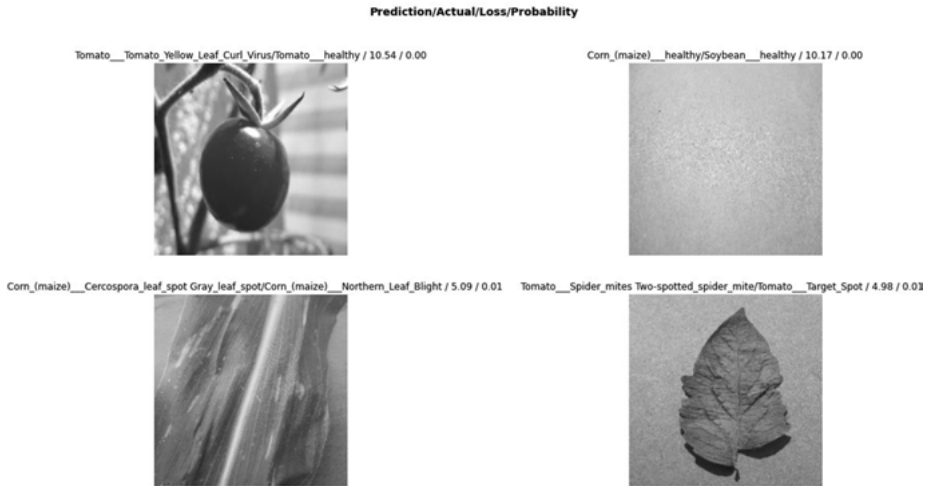 Prediction/Actual/Loss/Probability
Tomato___Tomato_Yellow_Leaf_Curl_Virus/Tomato___healthy / 10.54 / 0.00
Corn_(maize)___healthy/Soybean___healthy / 10.17 / 0.00
Corn_(maize)___Cercospora_leaf_spot Gray_leaf_spot/Corn_(maize)___Northern_Leaf_Blight / 5.09 / 0.01
Tomato___Spider_mites Two-spotted_spider_mite/Tomato___Target_Spot / 4.98 / 0.01